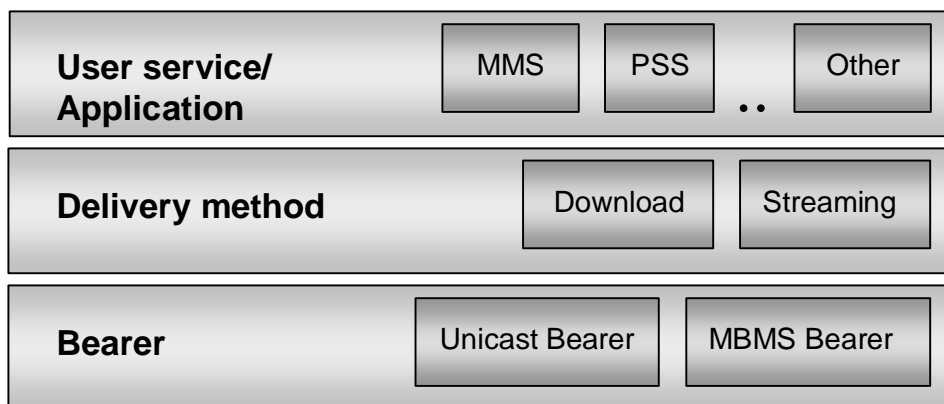 User service/
Application
MMS
PSS
..
Other
Delivery method
Download
Streaming
Bearer
Unicast Bearer
MBMS Bearer